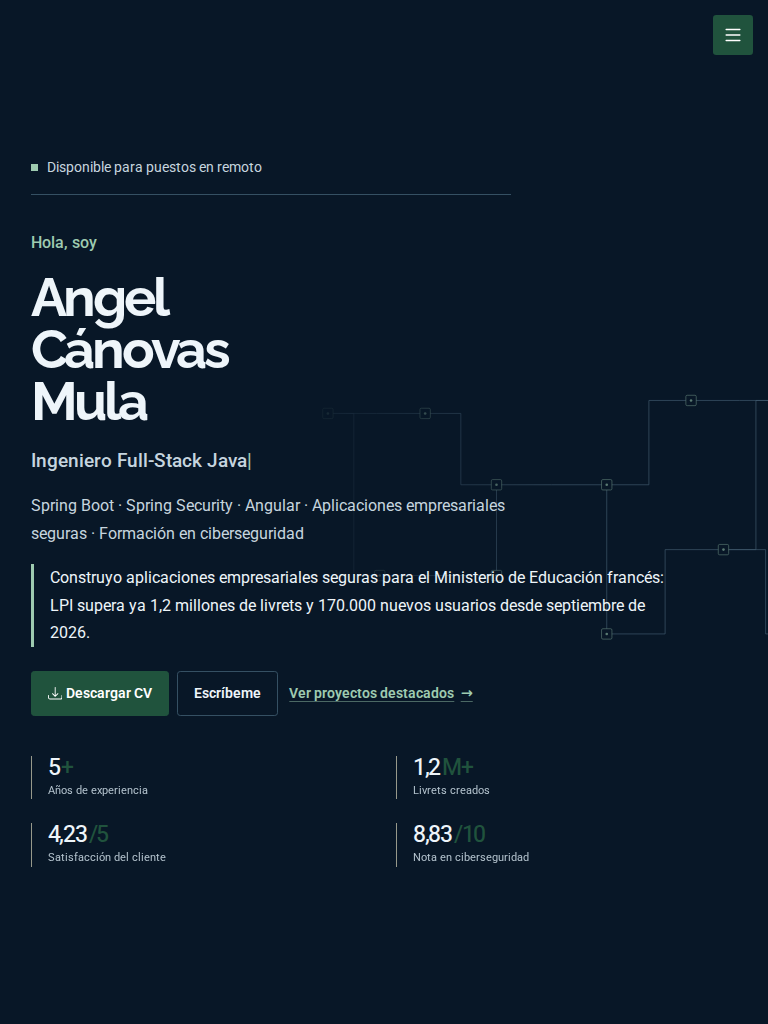 Disponible para puestos en remoto
Hola, soy
Angel
Cánovas
Mula
Ingeniero Full-Stack Java|
Spring Boot · Spring Security · Angular · Aplicaciones empresariales
seguras · Formación en ciberseguridad
Construyo aplicaciones empresariales seguras para el Ministerio de Educación francés:
LPI supera ya 1,2 millones de livrets y 170.000 nuevos usuarios desde septiembre de
2026.
Descargar CV
Escríbeme
Ver proyectos destacados →
5+
Años de experiencia
1,2M+
Livrets creados
4,23/5
Satisfacción del cliente
8,83/10
Nota en ciberseguridad